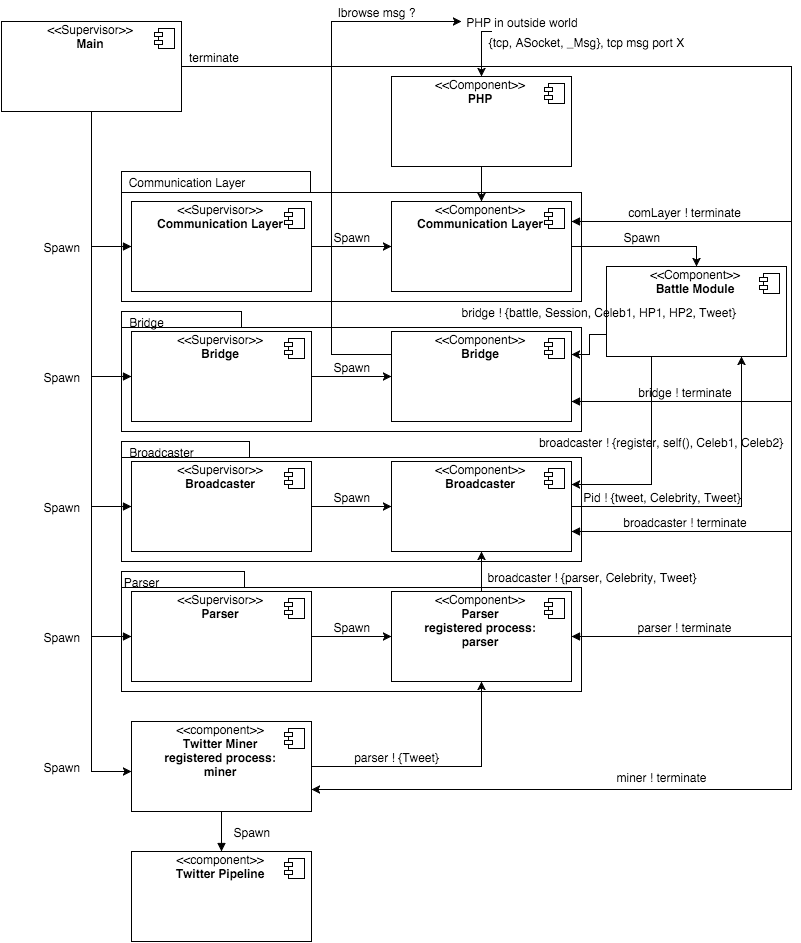 lbrowse msg ?
PHP in outside world
{tcp, ASocket, _Msg}, tcp msg port X
<<Supervisor>>
Main
terminate
<<Component>>
PHP
Communication Layer
<<Supervisor>>
Communication Layer
Spawn
<<Component>>
Communication Layer
comLayer ! terminate
Spawn
Spawn
<<Component>>
Battle Module
bridge ! {battle, Session, Celeb1, HP1, HP2, Tweet}
Bridge
<<Supervisor>>
Bridge
Spawn
<<Component>>
Bridge
Spawn
bridge ! terminate
broadcaster ! {register, self(), Celeb1, Celeb2}
Broadcaster
<<Supervisor>>
Broadcaster
Spawn
<<Component>>
Broadcaster
Pid ! {tweet, Celebrity, Tweet}
Spawn
broadcaster ! terminate
broadcaster ! {parser, Celebrity, Tweet}
Parser
<<Supervisor>>
Parser
Spawn
<<Component>>
Parser
registered process:
parser
Spawn
parser ! terminate
<<component>>
Twitter Miner
registered process:
miner
Spawn
parser ! {Tweet}
miner ! terminate
Spawn
<<component>>
Twitter Pipeline